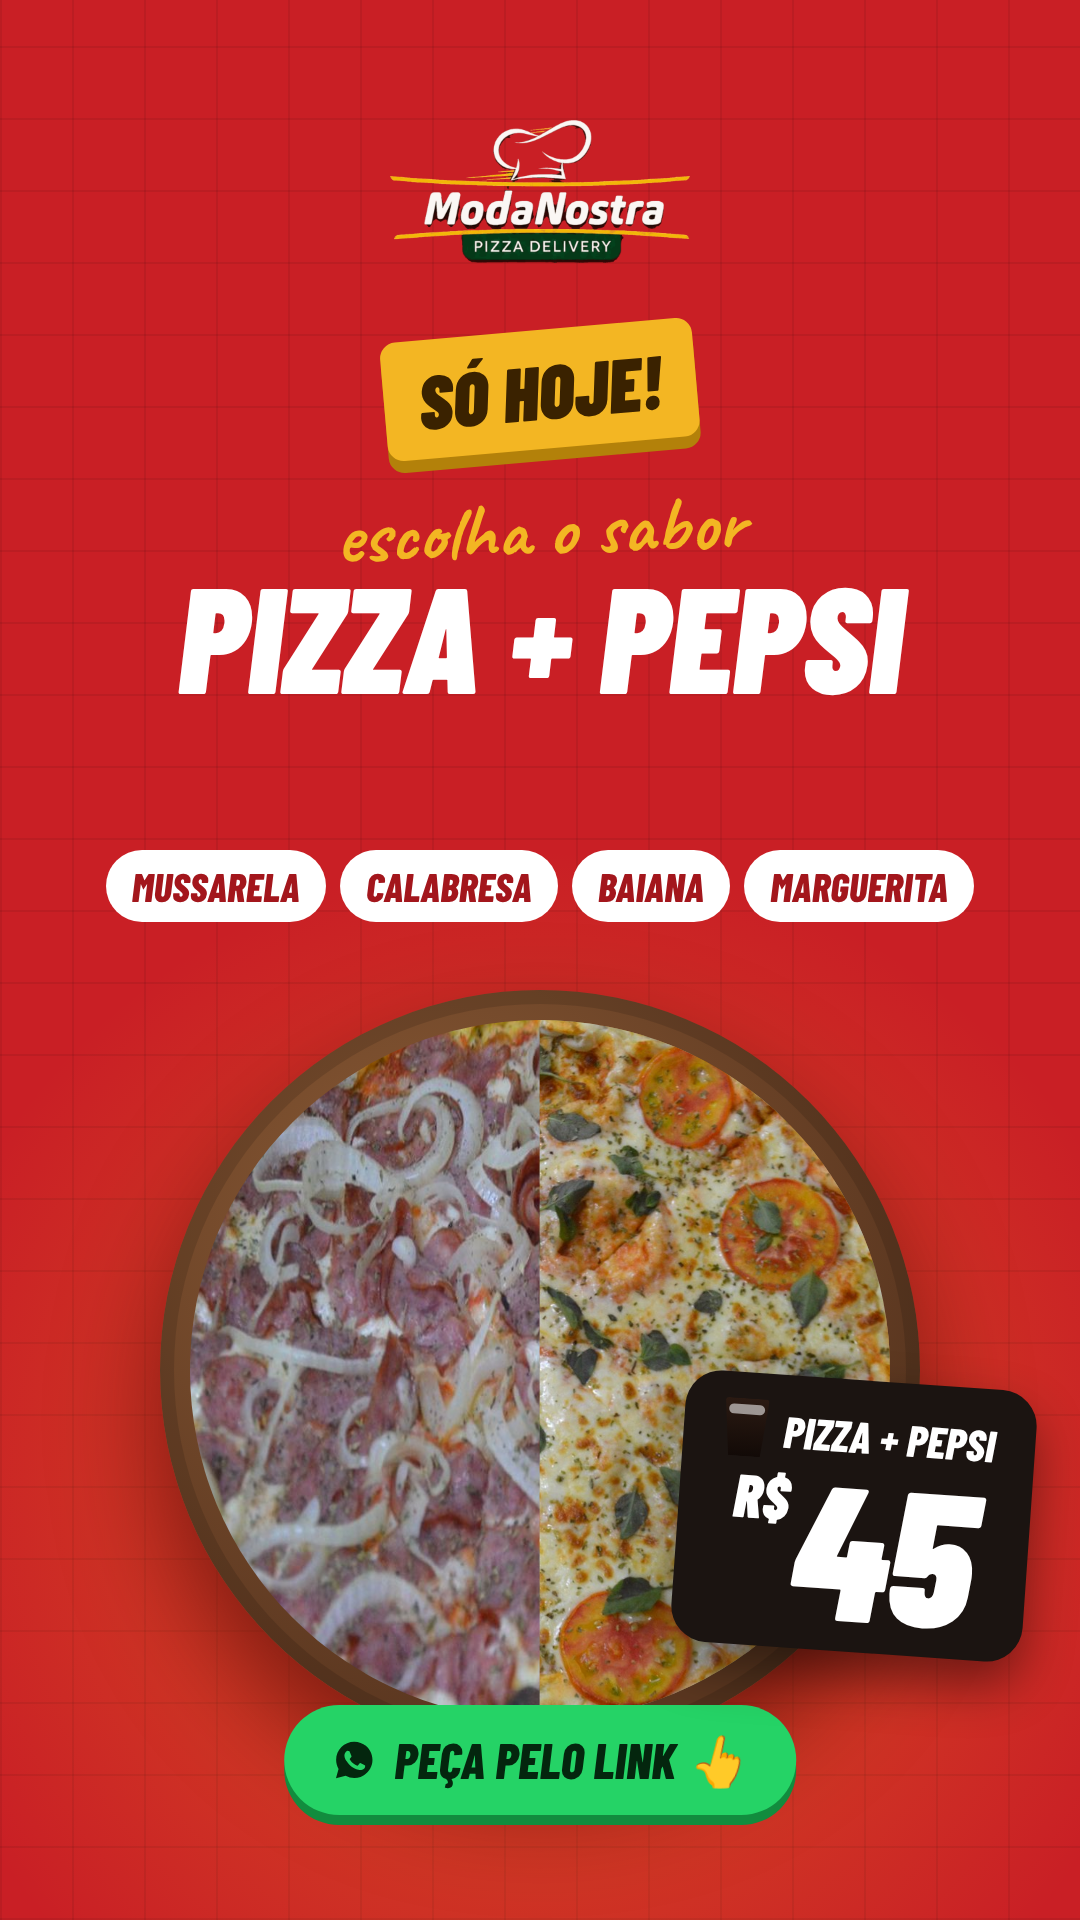 ModaNostra
PIZZA DELIVERY
SÓ HOJE!
escolha o sabor
PIZZA + PEPSI
MUSSARELA CALABRESA BAIANA MARGUERITA
PIZZA + PEPSI
R$ 45
PEÇA PELO LINK 👆